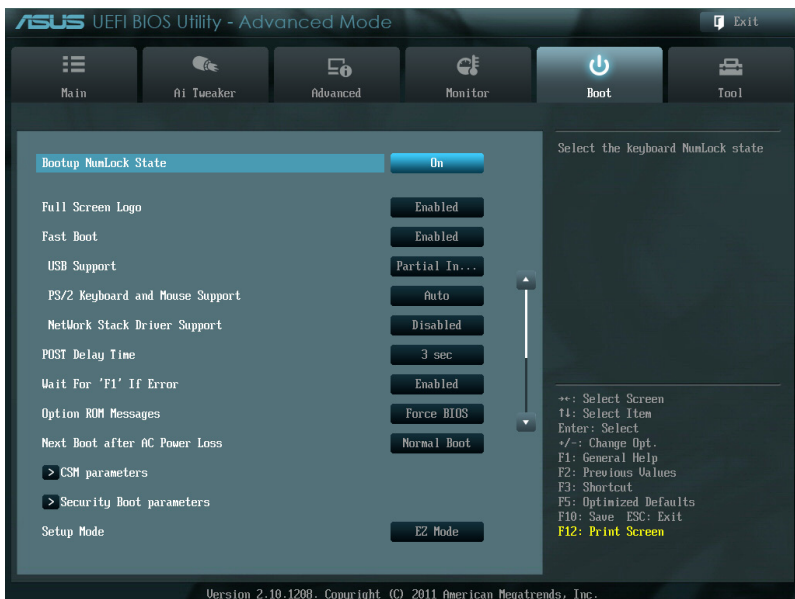 ASUS UEFI BIOS Utility - Advanced Mode
Exit
Main
Ai Tweaker
Advanced
Monitor
Boot
Tool
Bootup NumLock State
On
Select the keyboard NumLock state
Full Screen Logo
Enabled
Fast Boot
Enabled
USB Support
Partial In...
PS/2 Keyboard and Mouse Support
Auto
NetWork Stack Driver Support
Disabled
POST Delay Time
3 sec
Wait For 'F1' If Error
Enabled
Option ROM Messages
Force BIOS
Next Boot after AC Power Loss
Normal Boot
> CSM parameters
> Security Boot parameters
Setup Mode
EZ Mode
→←: Select Screen
↑↓: Select Item
Enter: Select
+/-: Change Opt.
F1: General Help
F2: Previous Values
F3: Shortcut
F5: Optimized Defaults
F10: Save ESC: Exit
F12: Print Screen
Version 2.10.1208. Copyright (C) 2011 American Megatrends, Inc.